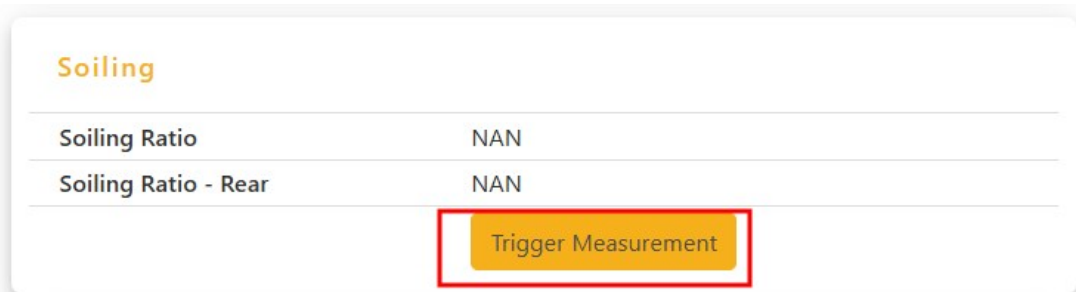 Soiling
Soiling Ratio NAN
Soiling Ratio - Rear NAN
Trigger Measurement